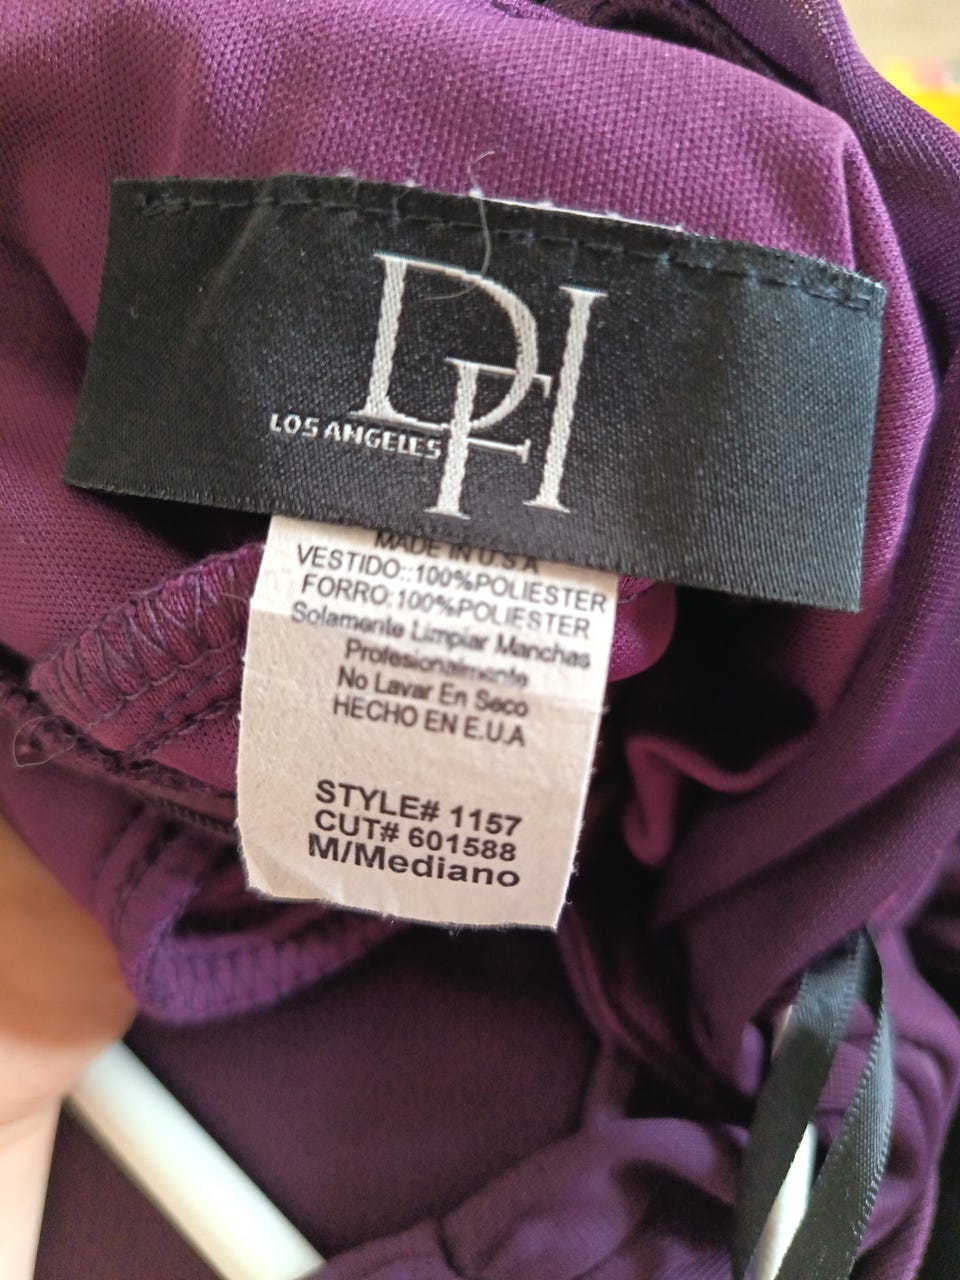 DH
LOS ANGELES
MADE IN U.S.A
VESTIDO::100%POLIESTER
FORRO:100%POLIESTER
Solamente Limpiar Manchas
Profesionalmente
No Lavar En Seco
HECHO EN E.U.A
STYLE# 1157
CUT# 601588
M/Mediano